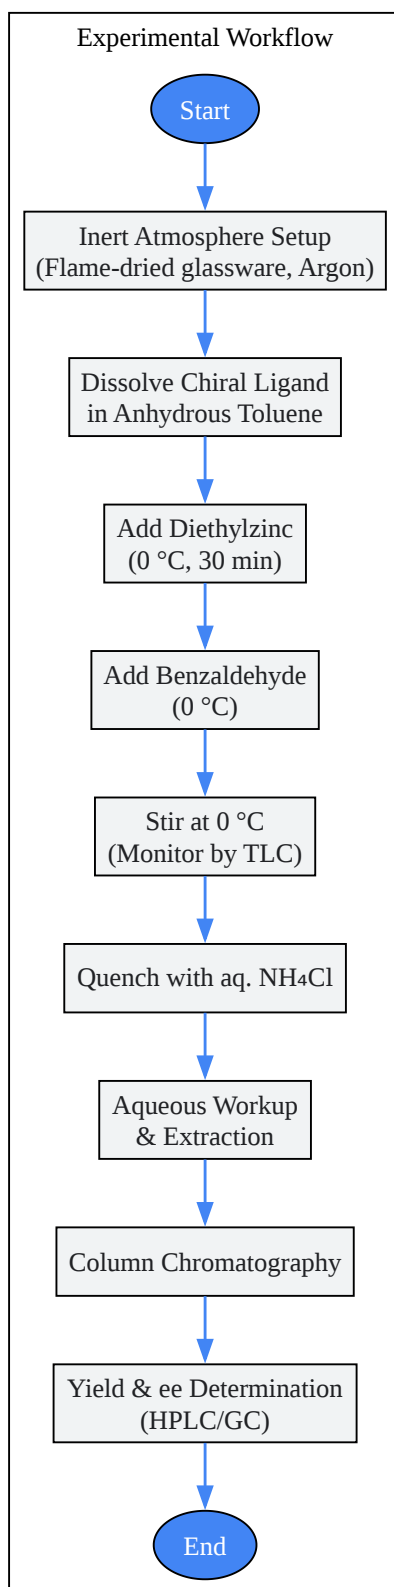 Experimental Workflow
Start
Inert Atmosphere Setup
(Flame-dried glassware, Argon)
Dissolve Chiral Ligand
in Anhydrous Toluene
Add Diethylzinc
(0 °C, 30 min)
Add Benzaldehyde
(0 °C)
Stir at 0 °C
(Monitor by TLC)
Quench with aq. NH₄Cl
Aqueous Workup
& Extraction
Column Chromatography
Yield & ee Determination
(HPLC/GC)
End